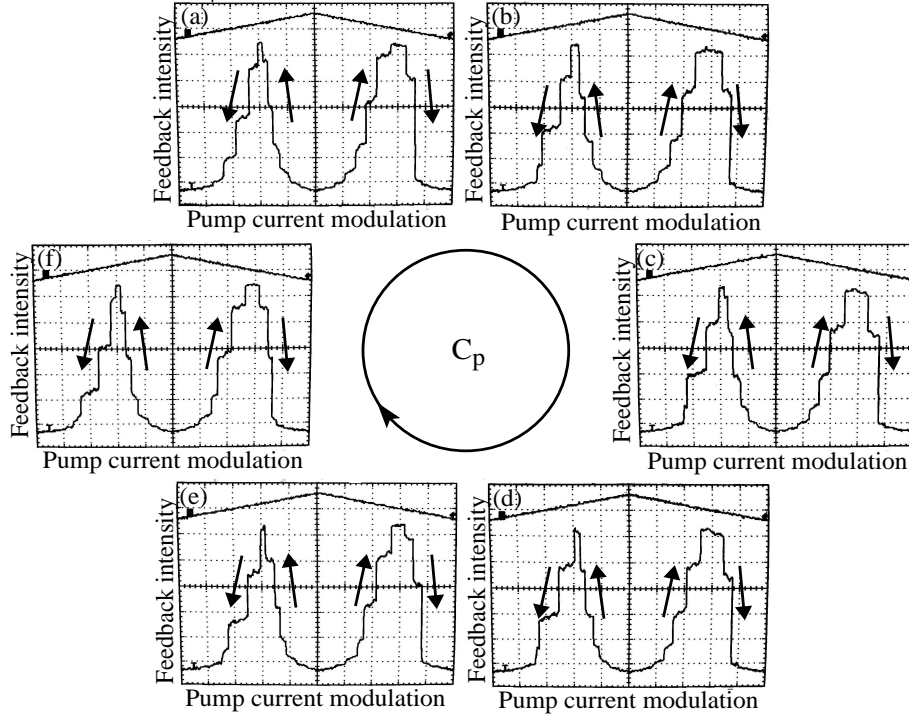 (a)
Feedback intensity
Pump current modulation
(b)
Feedback intensity
Pump current modulation
(f)
Feedback intensity
Pump current modulation
Cp
(c)
Feedback intensity
Pump current modulation
(e)
Feedback intensity
Pump current modulation
(d)
Feedback intensity
Pump current modulation